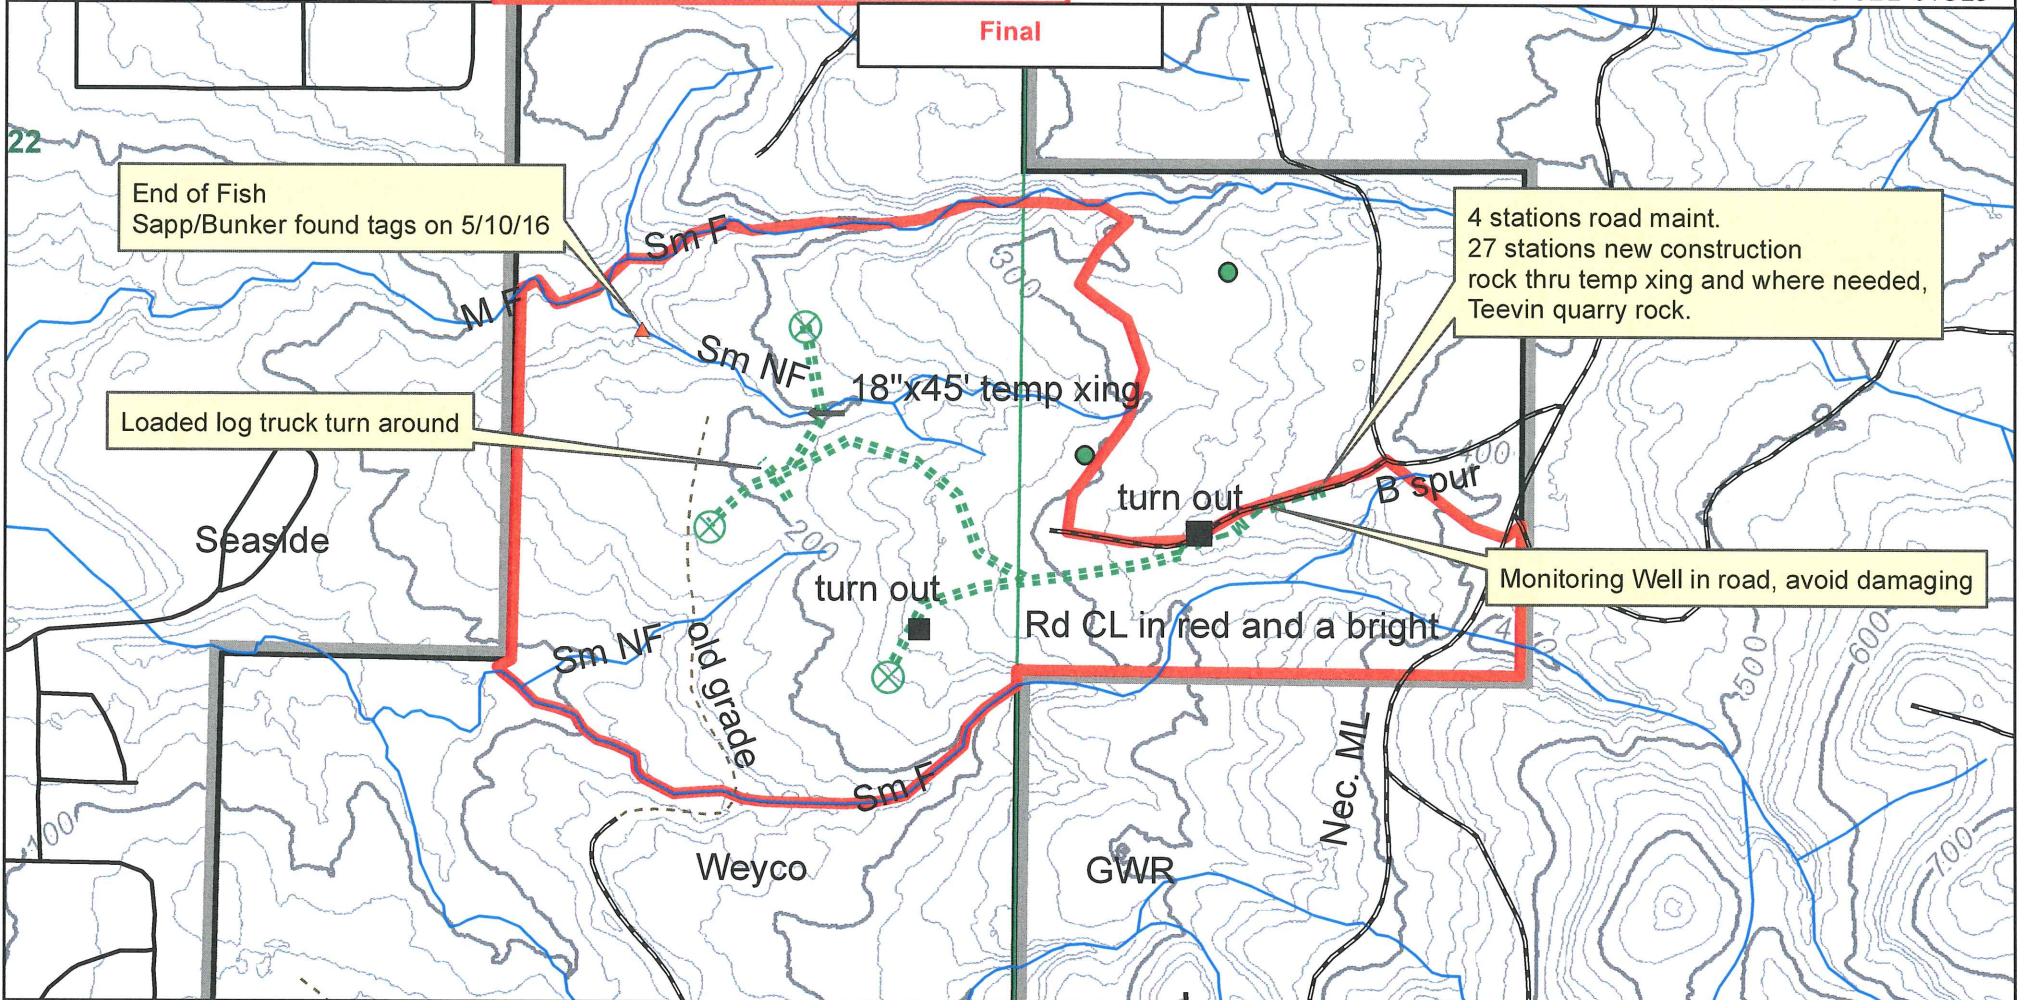 Final
22
End of Fish
Sapp/Bunker found tags on 5/10/16
4 stations road maint.
27 stations new construction
rock thru temp xing and where needed,
Teevin quarry rock.
Sm F
M F
300
Sm NF
18"x45' temp xing
Loaded log truck turn around
400
B spur
turn out
Seaside
200
Monitoring Well in road, avoid damaging
turn out
Rd CL in red and a bright
Sm NF
old grade
500
600
Sm F
Nec. ML
100
Weyco
GWR
700